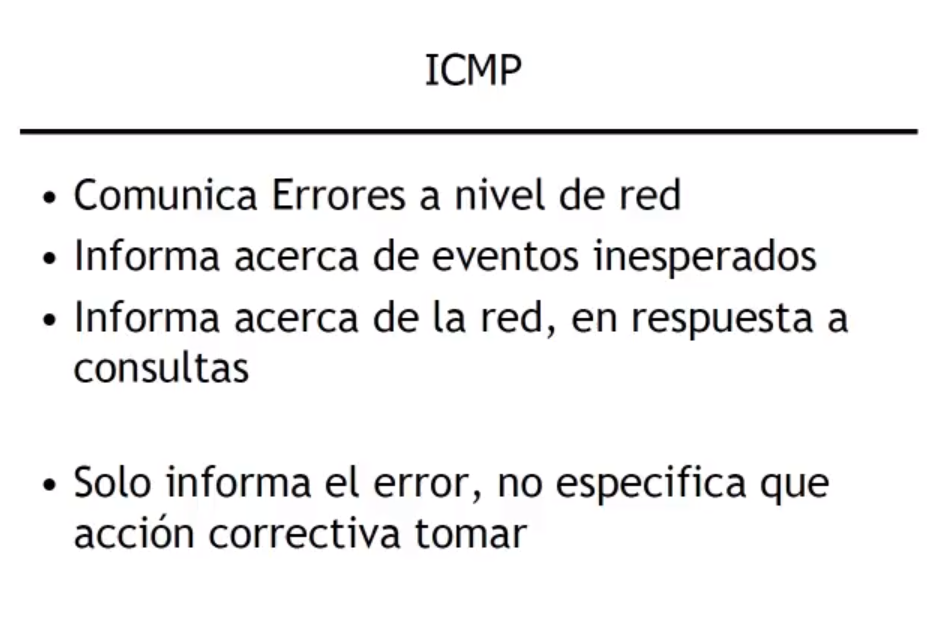 ICMP
• Comunica Errores a nivel de red
• Informa acerca de eventos inesperados
• Informa acerca de la red, en respuesta a
consultas
• Solo informa el error, no especifica que
acción correctiva tomar